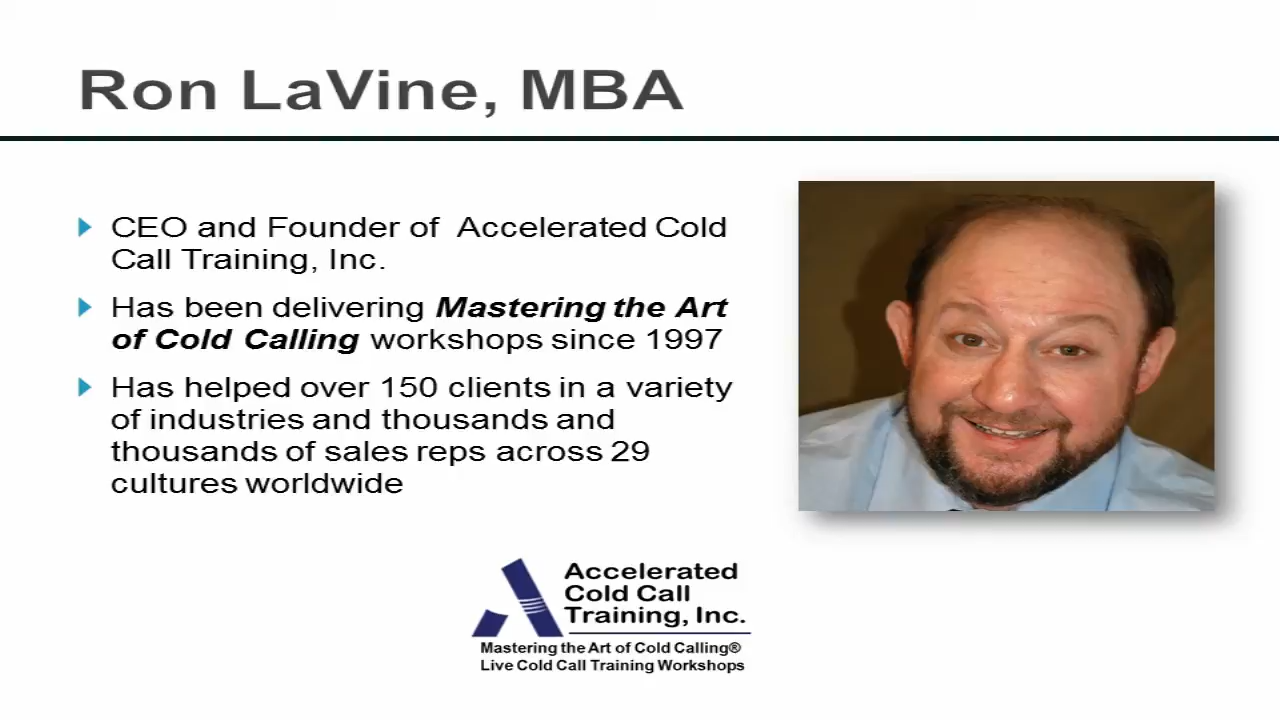 Ron LaVine, MBA
CEO and Founder of Accelerated Cold
Call Training, Inc.
Has been delivering Mastering the Art
of Cold Calling workshops since 1997
Has helped over 150 clients in a variety
of industries and thousands and
thousands of sales reps across 29
cultures worldwide
Accelerated
Cold Call
Training, Inc.
Mastering the Art of Cold Calling®
Live Cold Call Training Workshops